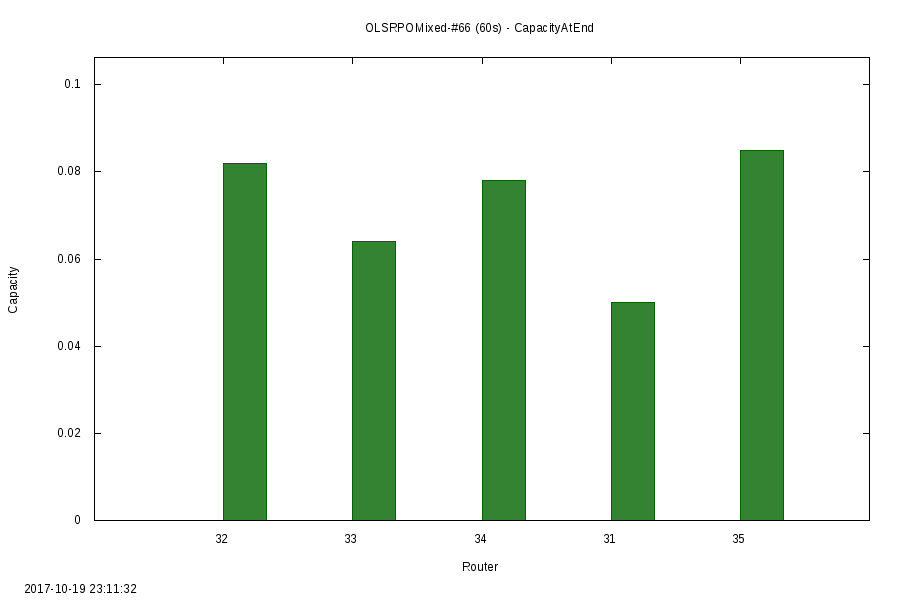 OLSRPOMixed-#66 (60s) - CapacityAtEnd
0.1
0.08
0.06
0.04
0.02
0
Capacity
32 33 34 31 35
Router
2017-10-19 23:11:32